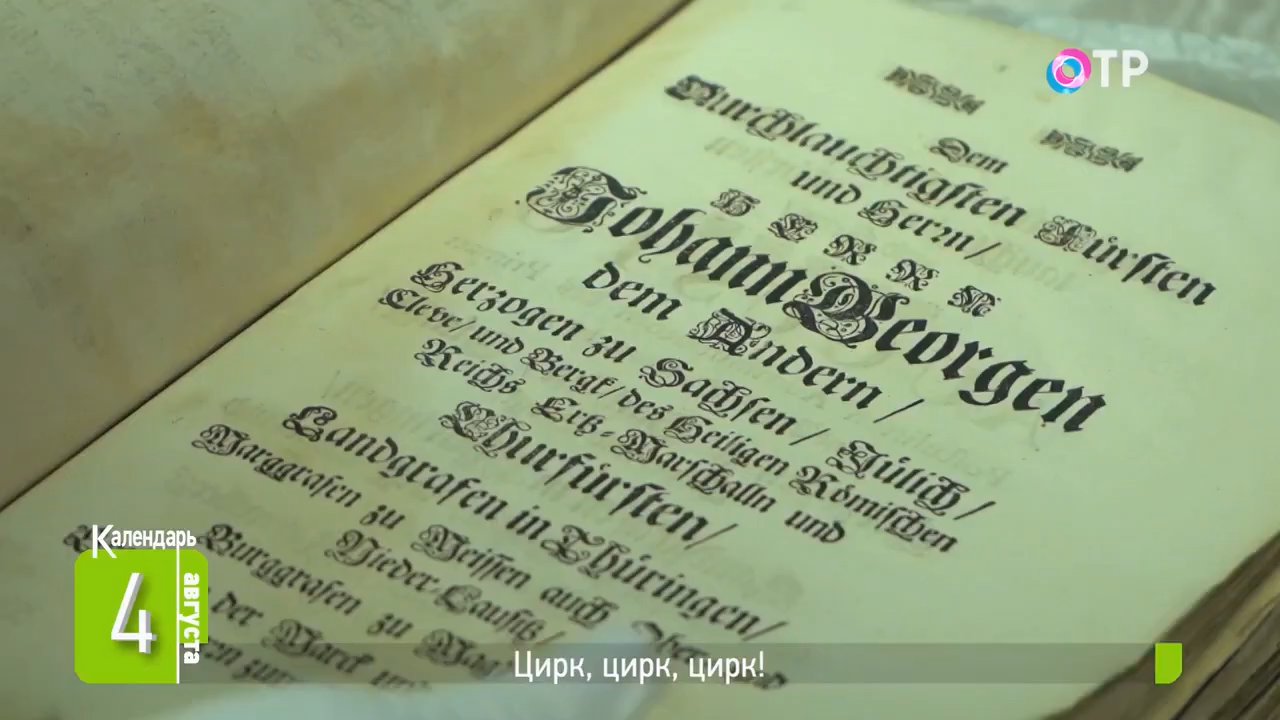 ОТР
Dem
Durchlauchtigsten Fürsten
und Herrn/
HERRN
Johann Georgen
dem Andern/
Herzogen zu Sachsen/ Jülich/
Cleve/ und Bergk/ des Heiligen Römischen
Reichs Ertz-Marschalln und
Churfürsten/
Landgrafen in Thüringen/
Marggrafen zu Meissen auch Ober
Nieder-Lausitz/
Burggrafen zu Mag
der Marck
Календарь
4
августа
Цирк, цирк, цирк!